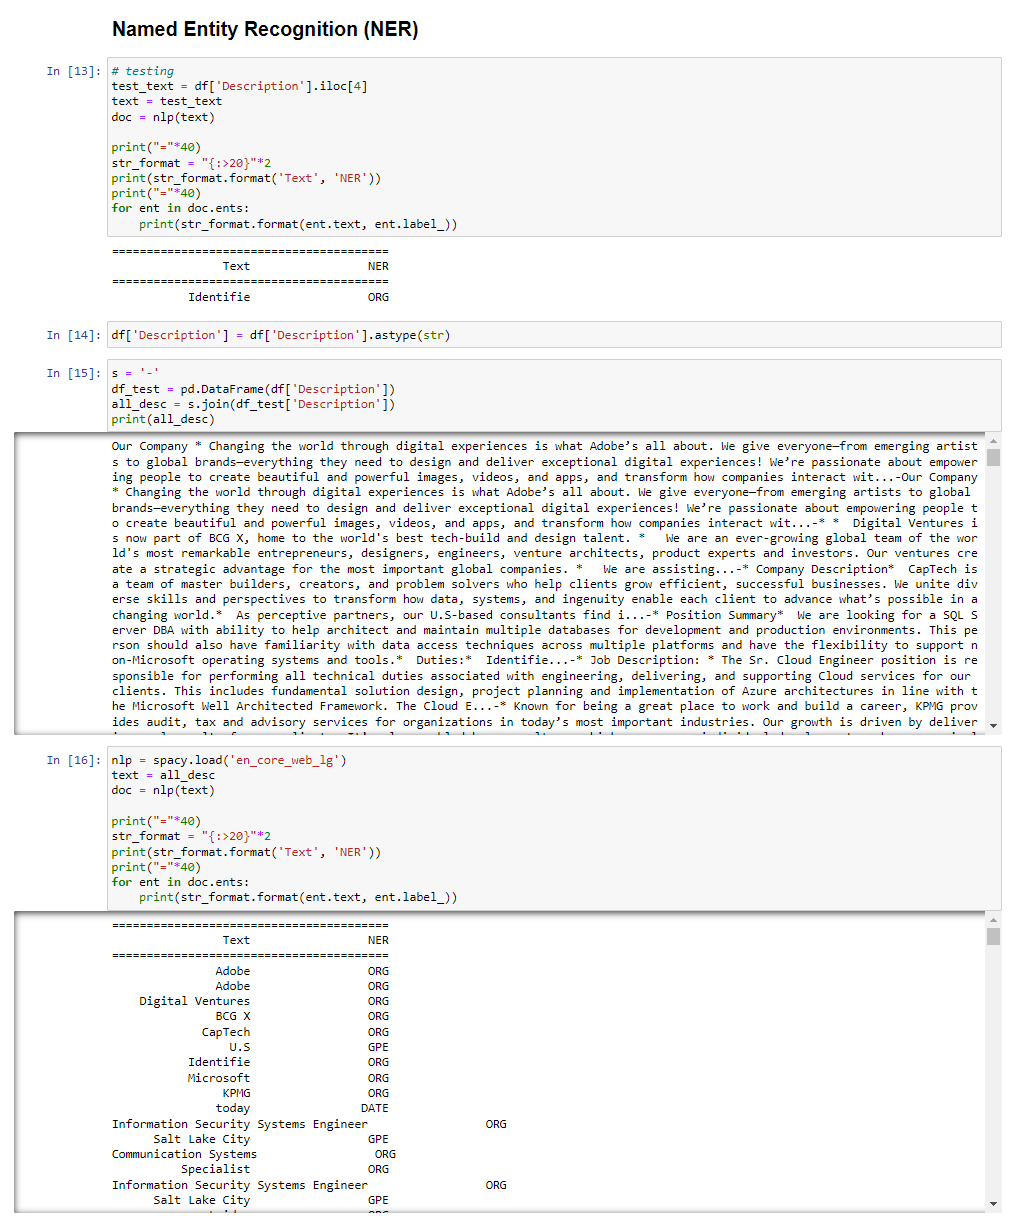 Named Entity Recognition (NER)
In [13]:
# testing
test_text = df['Description'].iloc[4]
text = test_text
doc = nlp(text)
print("="*40)
str_format = "{:>20}"*2
print(str_format.format('Text', 'NER'))
print("="*40)
for ent in doc.ents:
    print(str_format.format(ent.text, ent.label_))
========================================
Text NER
========================================
Identifie ORG
In [14]:
df['Description'] = df['Description'].astype(str)
In [15]:
s = '-'
df_test = pd.DataFrame(df['Description'])
all_desc = s.join(df_test['Description'])
print(all_desc)
Our Company * Changing the world through digital experiences is what Adobe’s all about. We give everyone—from emerging artist
s to global brands—everything they need to design and deliver exceptional digital experiences! We’re passionate about empower
ing people to create beautiful and powerful images, videos, and apps, and transform how companies interact wit...-Our Company
* Changing the world through digital experiences is what Adobe’s all about. We give everyone—from emerging artists to global
brands—everything they need to design and deliver exceptional digital experiences! We’re passionate about empowering people t
o create beautiful and powerful images, videos, and apps, and transform how companies interact wit...-* *  Digital Ventures i
s now part of BCG X, home to the world's best tech-build and design talent. *   We are an ever-growing global team of the wor
ld's most remarkable entrepreneurs, designers, engineers, venture architects, product experts and investors. Our ventures cre
ate a strategic advantage for the most important global companies. *   We are assisting...-* Company Description*  CapTech is
a team of master builders, creators, and problem solvers who help clients grow efficient, successful businesses. We unite div
erse skills and perspectives to transform how data, systems, and ingenuity enable each client to advance what’s possible in a
changing world.*  As perceptive partners, our U.S-based consultants find i...-* Position Summary*  We are looking for a SQL S
erver DBA with ability to help architect and maintain multiple databases for development and production environments. This pe
rson should also have familiarity with data access techniques across multiple platforms and have the flexibility to support n
on-Microsoft operating systems and tools.*  Duties:*  Identifie...-* Job Description: * The Sr. Cloud Engineer position is re
sponsible for performing all technical duties associated with engineering, delivering, and supporting Cloud services for our
clients. This includes fundamental solution design, project planning and implementation of Azure architectures in line with t
he Microsoft Well Architected Framework. The Cloud E...-* Known for being a great place to work and build a career, KPMG prov
ides audit, tax and advisory services for organizations in today’s most important industries. Our growth is driven by deliver
In [16]:
nlp = spacy.load('en_core_web_lg')
text = all_desc
doc = nlp(text)
print("="*40)
str_format = "{:>20}"*2
print(str_format.format('Text', 'NER'))
print("="*40)
for ent in doc.ents:
    print(str_format.format(ent.text, ent.label_))
========================================
Text NER
========================================
Adobe ORG
Adobe ORG
Digital Ventures ORG
BCG X ORG
CapTech ORG
U.S GPE
Identifie ORG
Microsoft ORG
KPMG ORG
today DATE
Information Security Systems Engineer ORG
Salt Lake City GPE
Communication Systems ORG
Specialist ORG
Information Security Systems Engineer ORG
Salt Lake City GPE